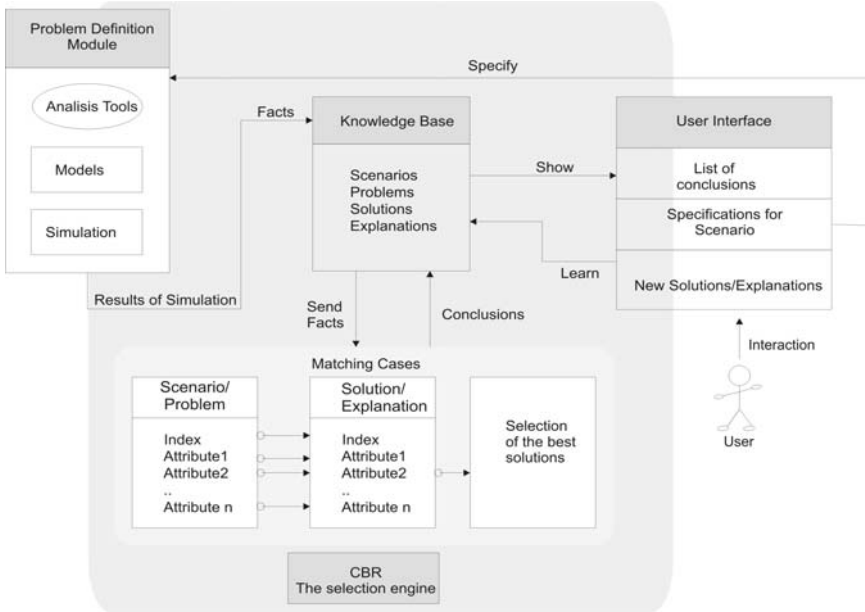 Problem Definition
Module
Analisis Tools
Models
Simulation
Specify
Facts
Results of Simulation
Knowledge Base
Scenarios
Problems
Solutions
Explanations
Show
Learn
User Interface
List of
conclusions
Specifications for
Scenario
New Solutions/Explanations
Interaction
User
Send
Facts
Conclusions
Matching Cases
Scenario/
Problem
Index
Attribute1
Attribute2
..
Attribute n
Solution/
Explanation
Index
Attribute1
Attribute2
..
Attribute n
Selection
of the best
solutions
CBR
The selection engine